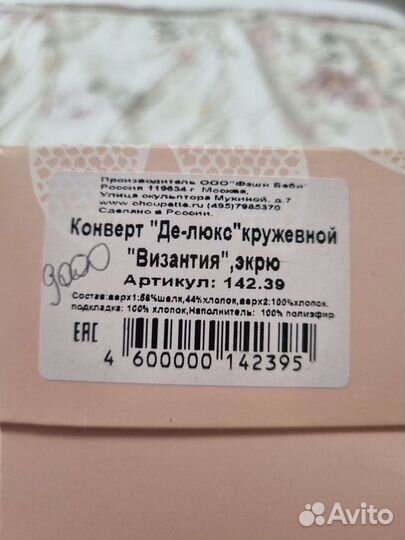 Производитель ООО"Фэшн Беби"
Россия 119634 г Москва,
Улица скульптора Мухиной, д.7
www.choupette.ru (495)7985370
Сделано в России.
Конверт "Де-люкс"кружевной
"Византия",экрю
9000
Артикул: 142.39
Состав:верх1:56%шелк,44%хлопок,верх2:100%хлопок.
подкладка: 100% хлопок,Наполнитель: 100% полиэфир
EAC
4 600000 142395
Avito